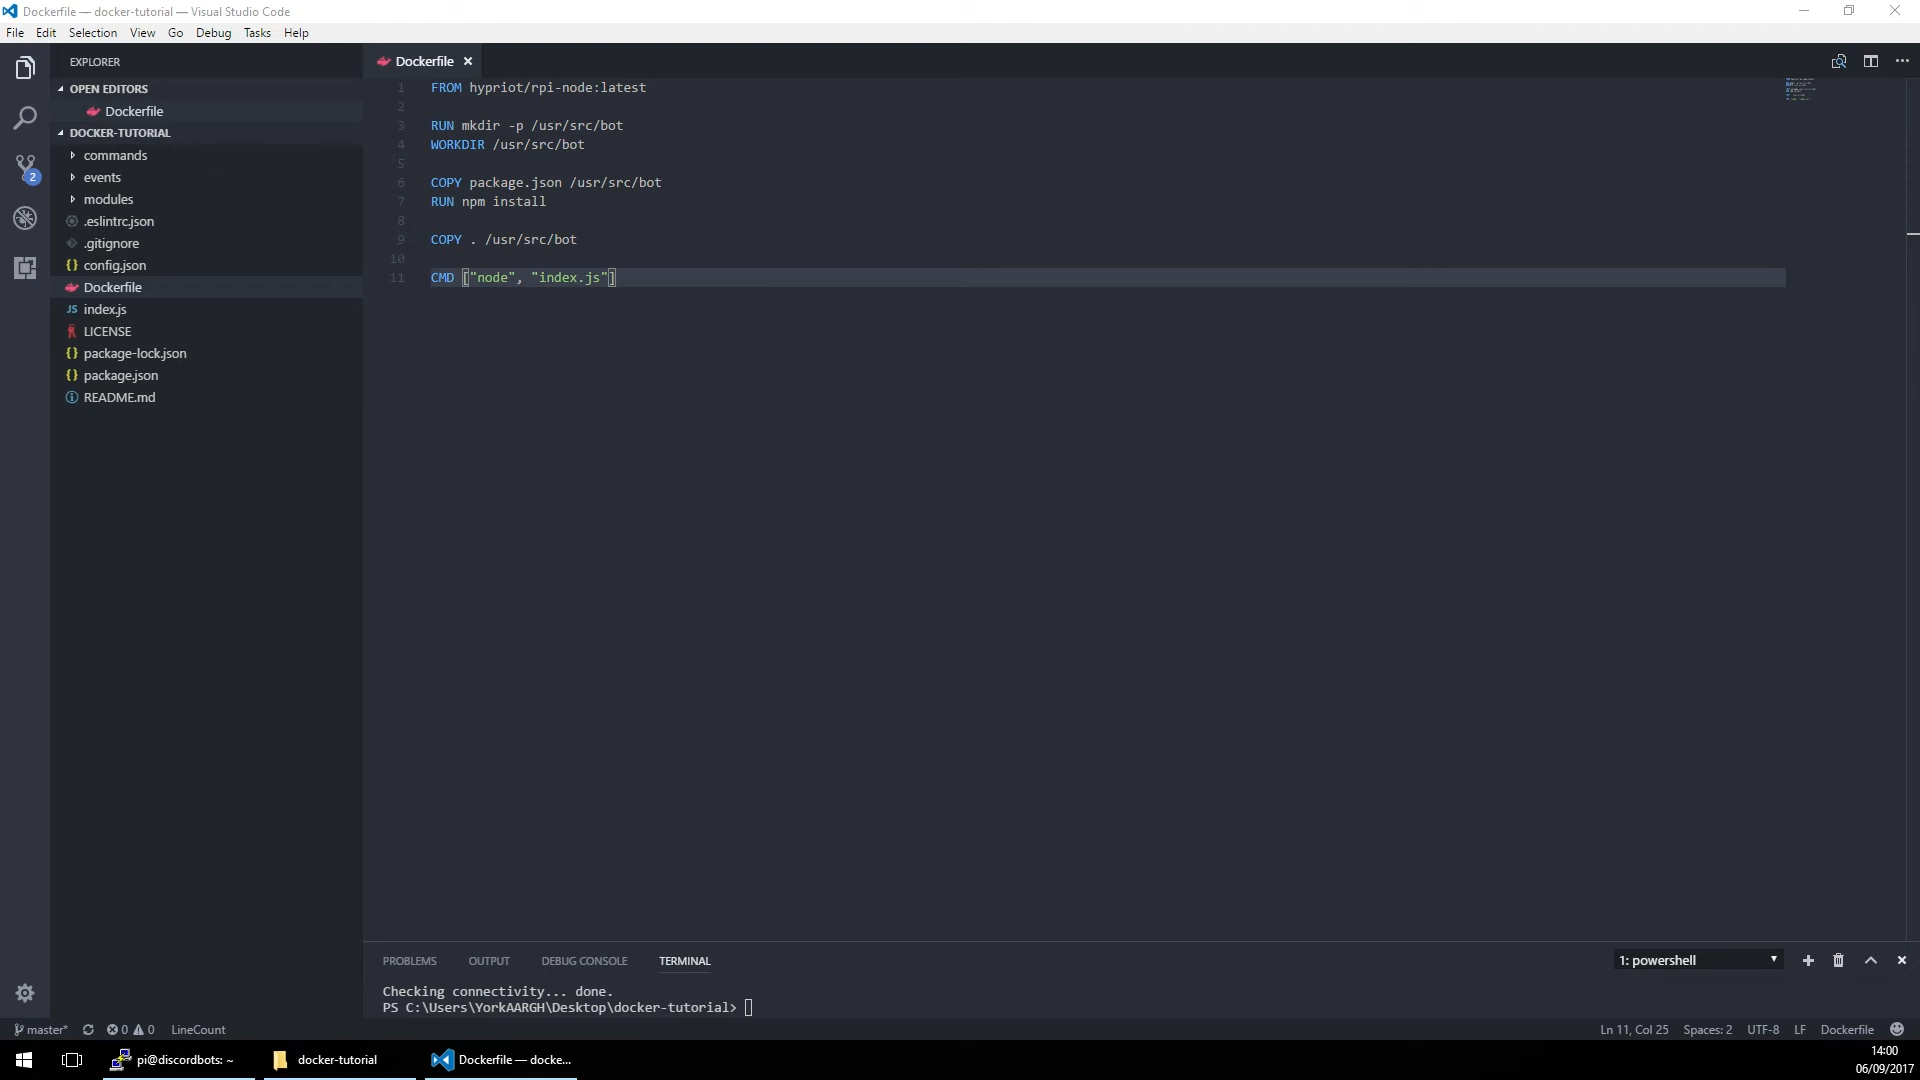 Dockerfile — docker-tutorial — Visual Studio Code
File Edit Selection View Go Debug Tasks Help
EXPLORER
OPEN EDITORS
Dockerfile
DOCKER-TUTORIAL
commands
events
modules
.eslintrc.json
.gitignore
config.json
Dockerfile
JS index.js
LICENSE
package-lock.json
package.json
README.md
2
Dockerfile
1 FROM hypriot/rpi-node:latest
2
3 RUN mkdir -p /usr/src/bot
4 WORKDIR /usr/src/bot
5
6 COPY package.json /usr/src/bot
7 RUN npm install
8
9 COPY . /usr/src/bot
10
11 CMD ["node", "index.js"]
PROBLEMS OUTPUT DEBUG CONSOLE TERMINAL 1: powershell
Checking connectivity... done.
PS C:\Users\YorkAARGH\Desktop\docker-tutorial>
master* 0 0 LineCount Ln 11, Col 25 Spaces: 2 UTF-8 LF Dockerfile
pi@discordbots: ~ docker-tutorial Dockerfile — docke...
14:00
06/09/2017